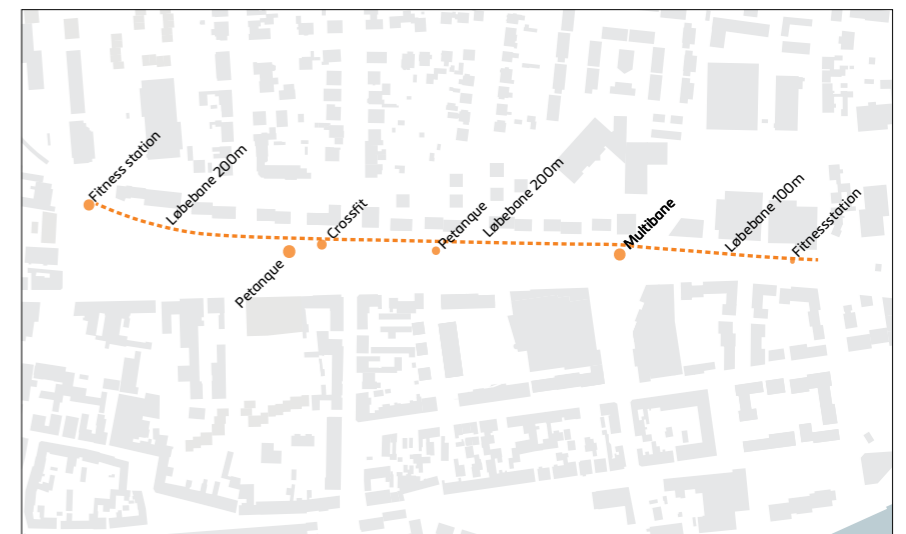 Fitness station
Løbebane 200m
Petanque
Crossfit
Petanque
Løbebane 200m
Multibane
Løbebane 100m
Fitnessstation